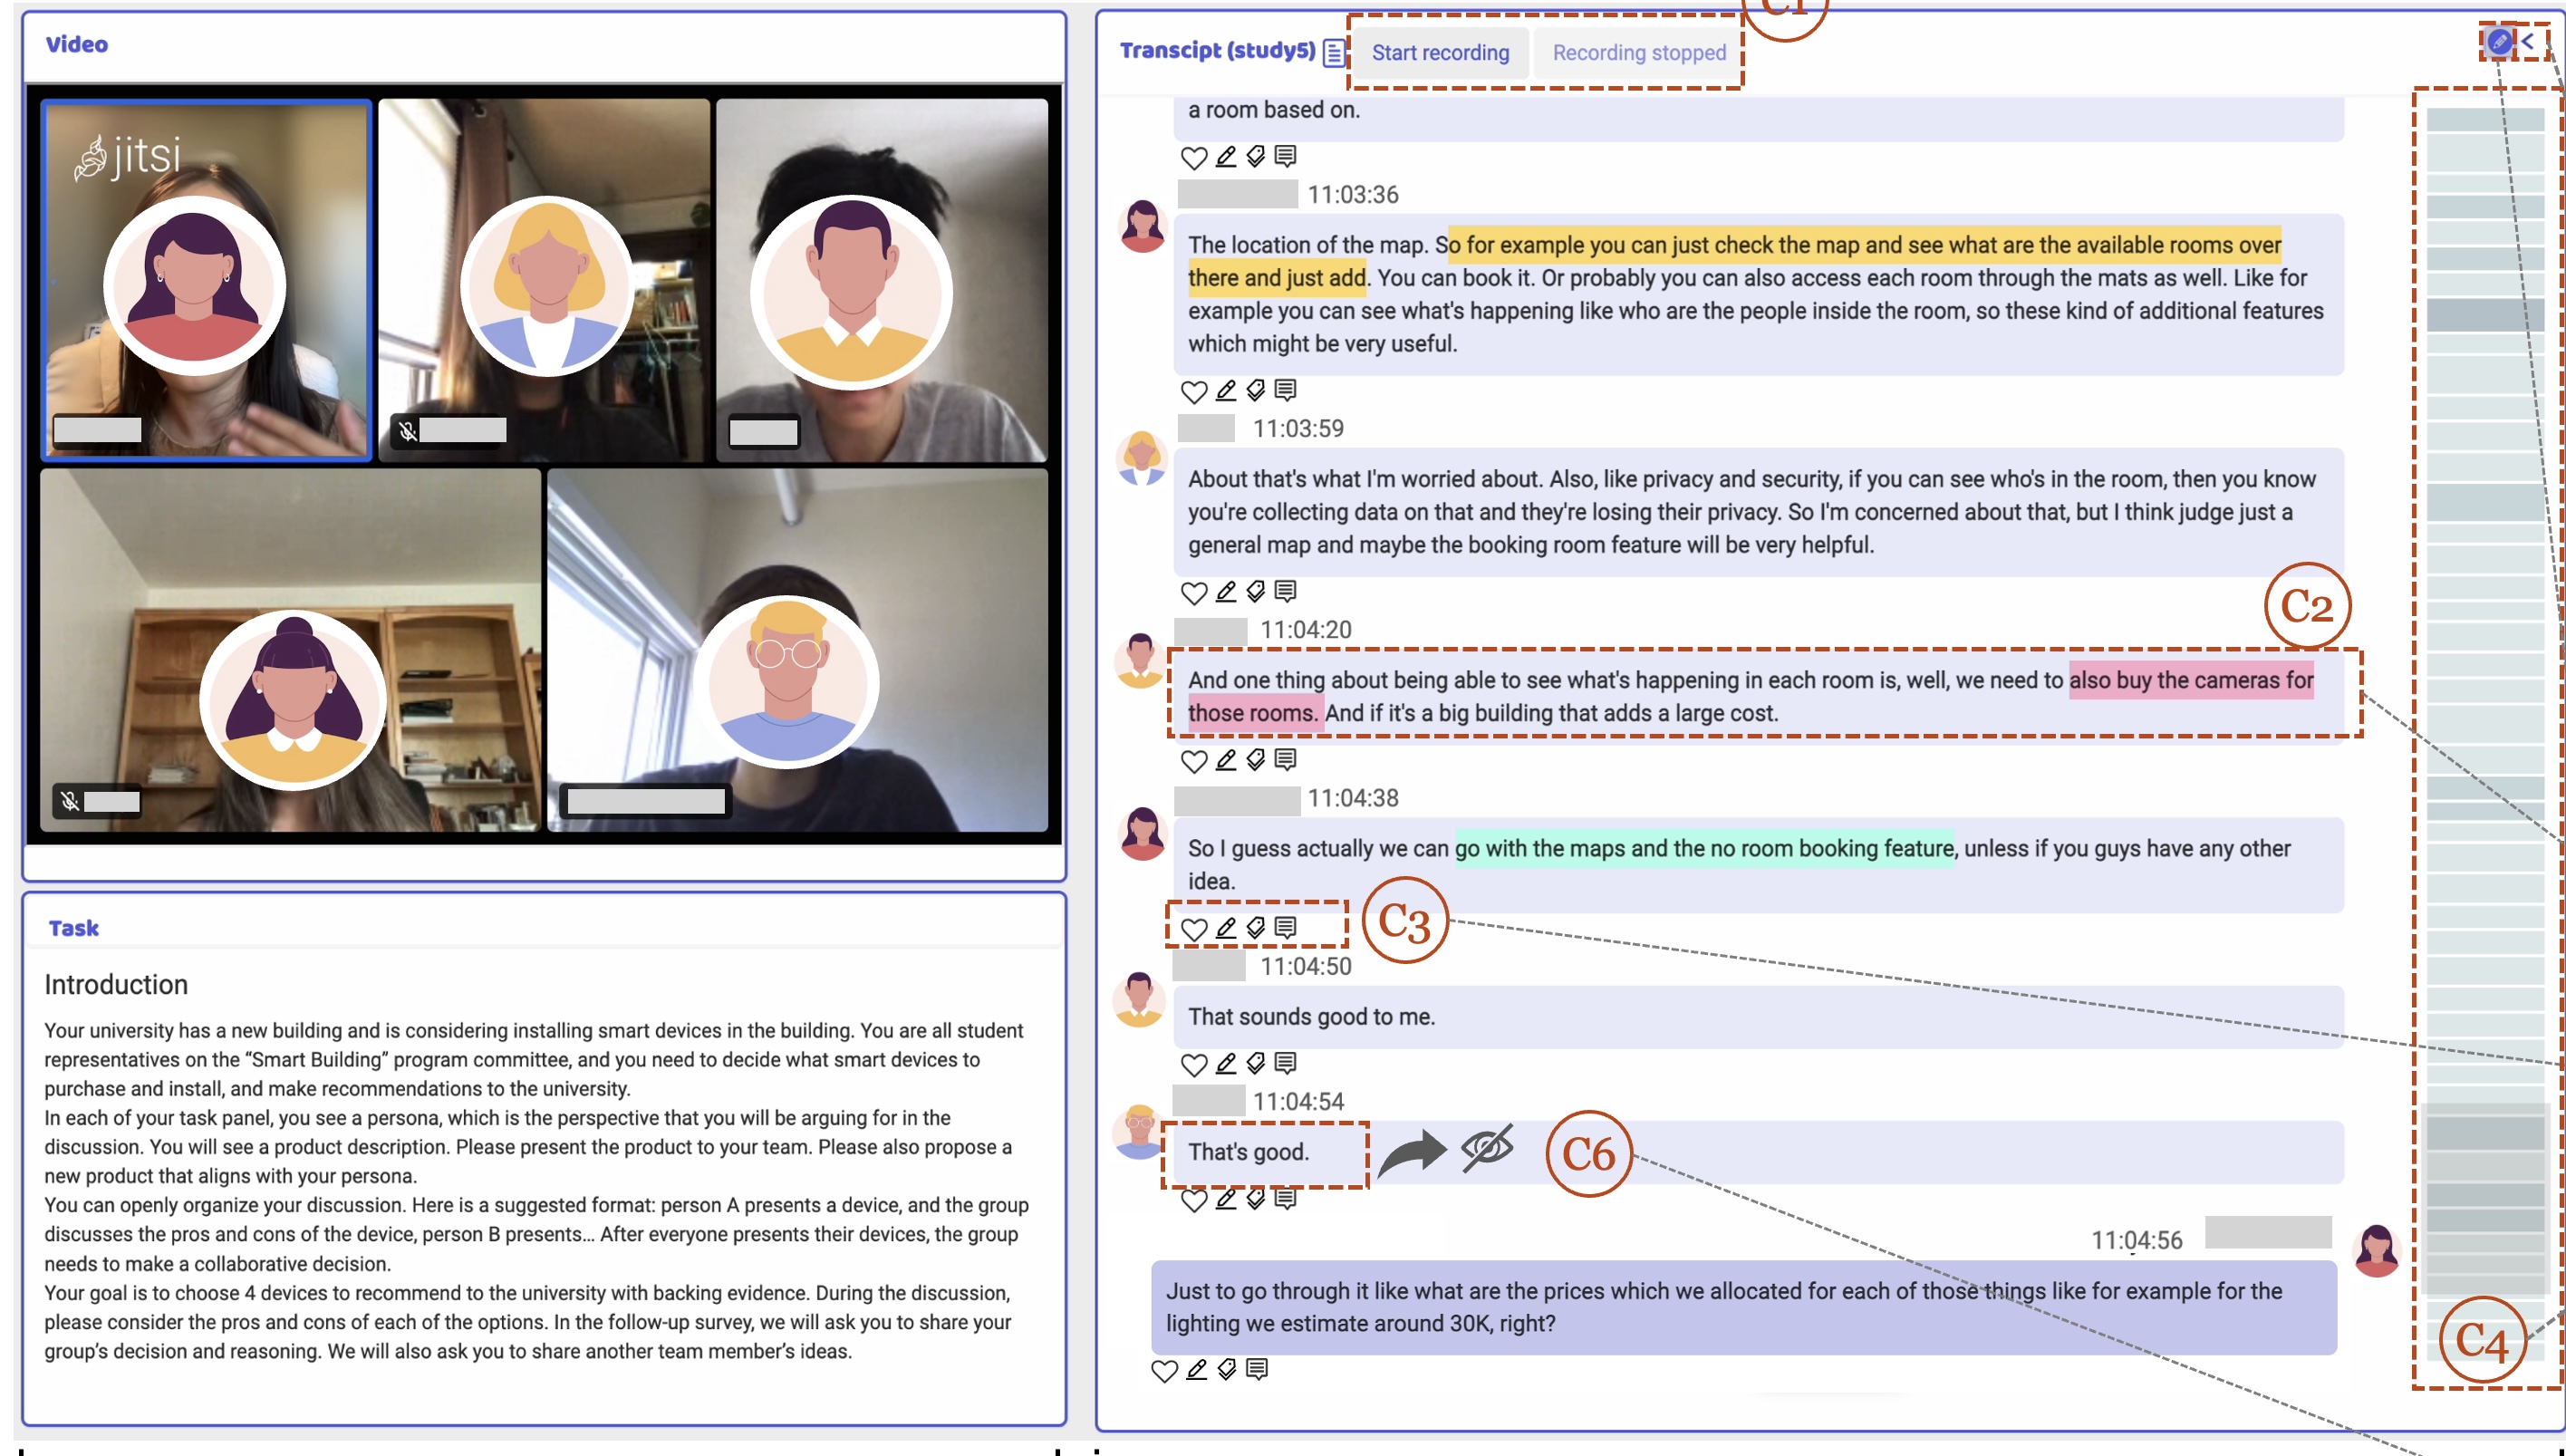 Video
jitsi
Task
Introduction
Your university has a new building and is considering installing smart devices in the building. You are all student
representatives on the “Smart Building” program committee, and you need to decide what smart devices to
purchase and install, and make recommendations to the university.
In each of your task panel, you see a persona, which is the perspective that you will be arguing for in the
discussion. You will see a product description. Please present the product to your team. Please also propose a
new product that aligns with your persona.
You can openly organize your discussion. Here is a suggested format: person A presents a device, and the group
discusses the pros and cons of the device, person B presents... After everyone presents their devices, the group
needs to make a collaborative decision.
Your goal is to choose 4 devices to recommend to the university with backing evidence. During the discussion,
please consider the pros and cons of each of the options. In the follow-up survey, we will ask you to share your
group’s decision and reasoning. We will also ask you to share another team member’s ideas.
C1
Transcipt (study5) Start recording Recording stopped
a room based on.
11:03:36
The location of the map. So for example you can just check the map and see what are the available rooms over
there and just add. You can book it. Or probably you can also access each room through the mats as well. Like for
example you can see what's happening like who are the people inside the room, so these kind of additional features
which might be very useful.
11:03:59
About that's what I'm worried about. Also, like privacy and security, if you can see who's in the room, then you know
you're collecting data on that and they're losing their privacy. So I'm concerned about that, but I think judge just a
general map and maybe the booking room feature will be very helpful.
C2
11:04:20
And one thing about being able to see what's happening in each room is, well, we need to also buy the cameras for
those rooms. And if it's a big building that adds a large cost.
11:04:38
So I guess actually we can go with the maps and the no room booking feature, unless if you guys have any other
idea.
C3
11:04:50
That sounds good to me.
11:04:54
That's good.
C6
11:04:56
Just to go through it like what are the prices which we allocated for each of those things like for example for the
lighting we estimate around 30K, right?
C4